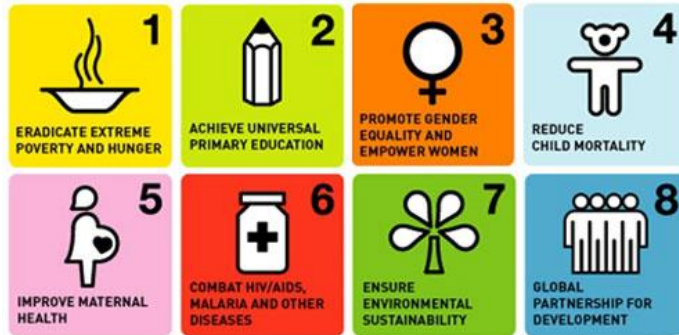 1
ERADICATE EXTREME
POVERTY AND HUNGER
2
ACHIEVE UNIVERSAL
PRIMARY EDUCATION
3
PROMOTE GENDER
EQUALITY AND
EMPOWER WOMEN
4
REDUCE
CHILD MORTALITY
5
IMPROVE MATERNAL
HEALTH
6
COMBAT HIV/AIDS,
MALARIA AND OTHER
DISEASES
7
ENSURE
ENVIRONMENTAL
SUSTAINABILITY
8
GLOBAL
PARTNERSHIP FOR
DEVELOPMENT